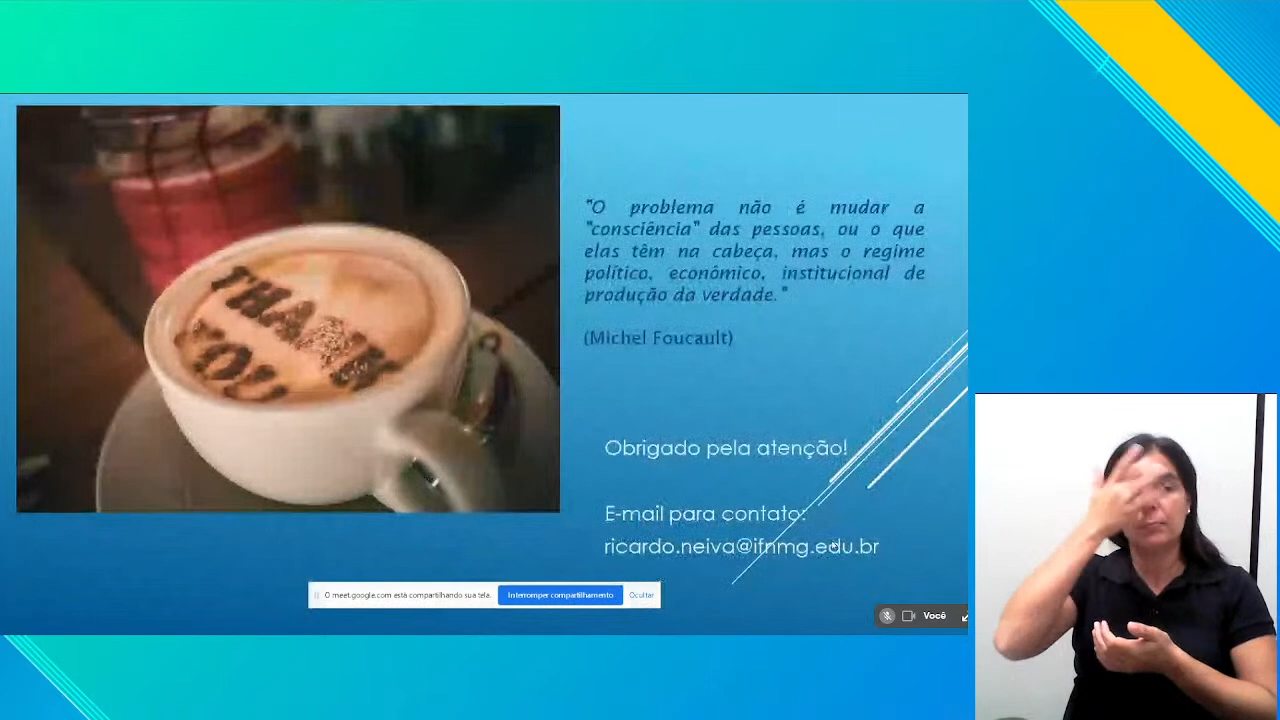 THANK
YOU
"O problema não é mudar a
"consciência" das pessoas, ou o que
elas têm na cabeça, mas o regime
político, econômico, institucional de
produção da verdade."
(Michel Foucault)
Obrigado pela atenção!
E-mail para contato:
ricardo.neiva@ifnmg.edu.br
O meet.google.com está compartilhando sua tela.
Interromper compartilhamento
Ocultar
Você